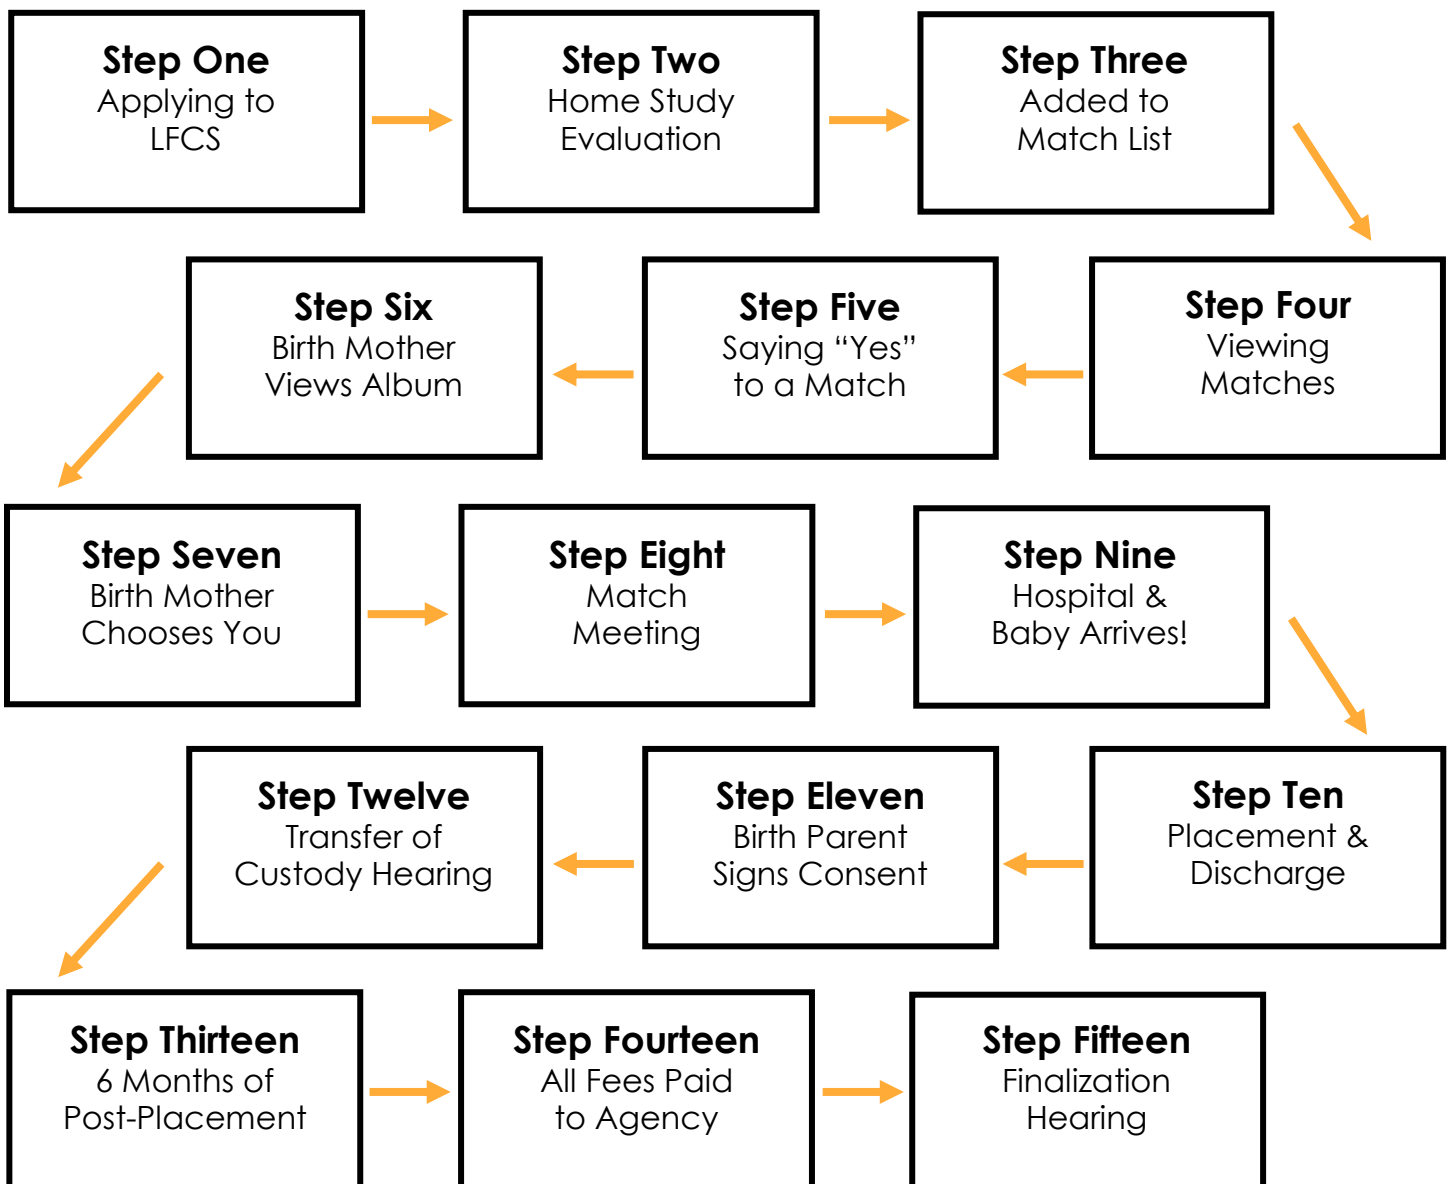 Step One
Applying to
LFCS
Step Two
Home Study
Evaluation
Step Three
Added to
Match List
Step Four
Viewing
Matches
Step Five
Saying “Yes”
to a Match
Step Six
Birth Mother
Views Album
Step Seven
Birth Mother
Chooses You
Step Eight
Match
Meeting
Step Nine
Hospital &
Baby Arrives!
Step Ten
Placement &
Discharge
Step Eleven
Birth Parent
Signs Consent
Step Twelve
Transfer of
Custody Hearing
Step Thirteen
6 Months of
Post-Placement
Step Fourteen
All Fees Paid
to Agency
Step Fifteen
Finalization
Hearing